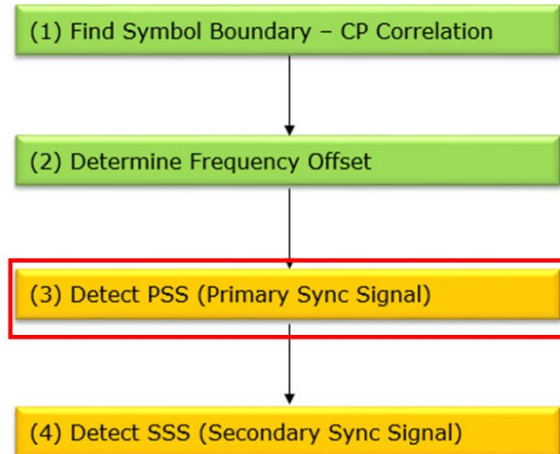 (1) Find Symbol Boundary – CP Correlation
(2) Determine Frequency Offset
(3) Detect PSS (Primary Sync Signal)
(4) Detect SSS (Secondary Sync Signal)